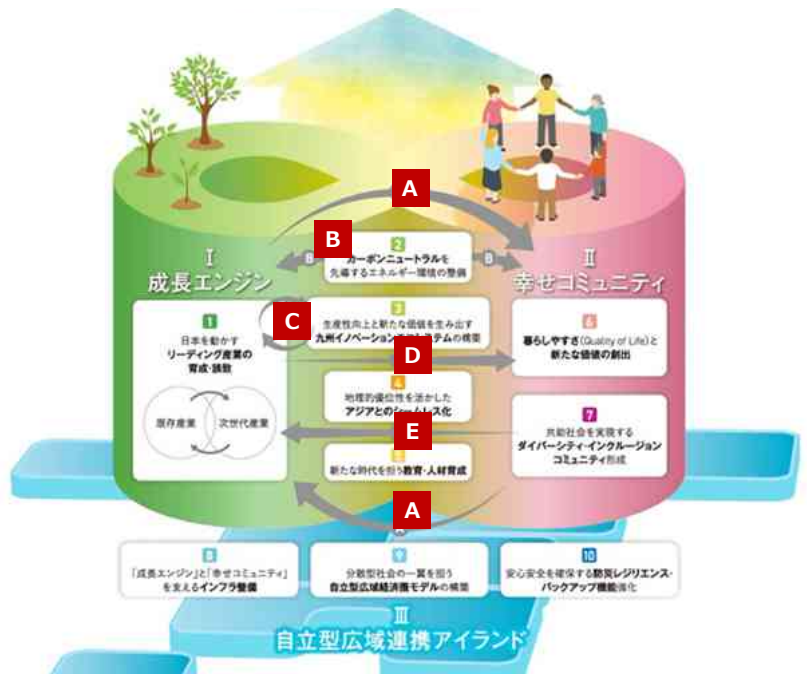 A
B
2
カーボンニュートラルを
先導するエネルギー環境の整備
B
B
I
成長エンジン
II
幸せコミュニティ
1
日本を動かす
リーディング産業の
育成・誘致
既存産業
次世代産業
C
3
生産性向上と新たな価値を生み出す
九州イノベーション
の構築
D
4
地理的優位性を活かした
アジアとの
ムレス化
E
新たな時代を担う教育・人材育成
A
6
暮らしやすさ(Quality of Life)と
新たな価値の創出
7
共助社会を実現する
ダイバーシティ・インクルージョン
コミュニティ形成
8
「成長エンジン」と「幸せコミュニティ」
を支えるインフラ整備
9
分散型社会の一翼を担う
自立型広域経済圏モデルの構築
10
安心安全を確保する防災レジリエンス・
バックアップ機能強化
III
自立型広域連携アイランド